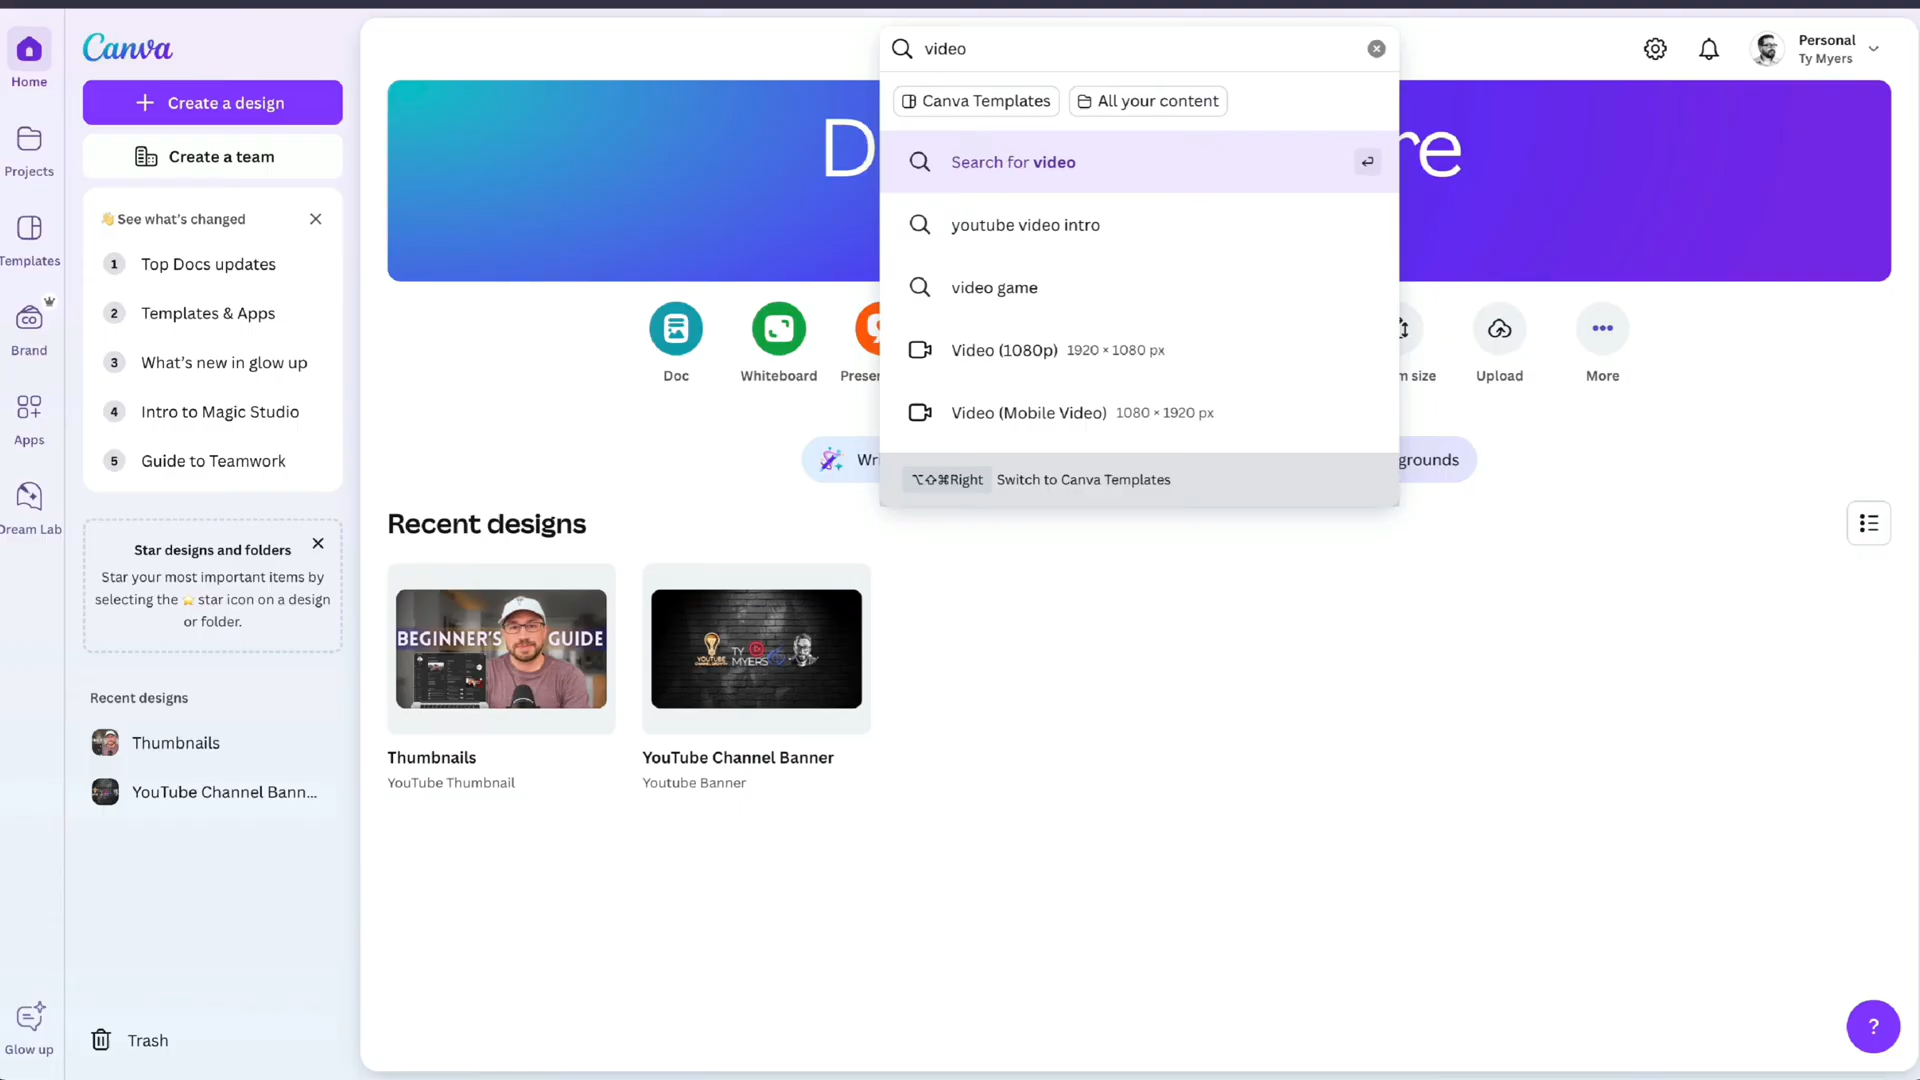 Home
Projects
Templates
Brand
Apps
Dream Lab
Glow up
Canva
Create a design
Create a team
👋 See what's changed
1 Top Docs updates
2 Templates & Apps
3 What's new in glow up
4 Intro to Magic Studio
5 Guide to Teamwork
Star designs and folders
Star your most important items by
selecting the ⭐ star icon on a design
or folder.
Recent designs
Thumbnails
YouTube Channel Bann...
Trash
video
Canva Templates
All your content
Search for video
youtube video intro
video game
Video (1080p) 1920 × 1080 px
Video (Mobile Video) 1080 × 1920 px
⌥⇧⌘Right Switch to Canva Templates
Personal
Ty Myers
D
re
Doc
Whiteboard
Presen
m size
Upload
More
Wri
grounds
Recent designs
BEGINNER'S GUIDE
Thumbnails
YouTube Thumbnail
YOUTUBE
TY
MYERS
YouTube Channel Banner
Youtube Banner
?